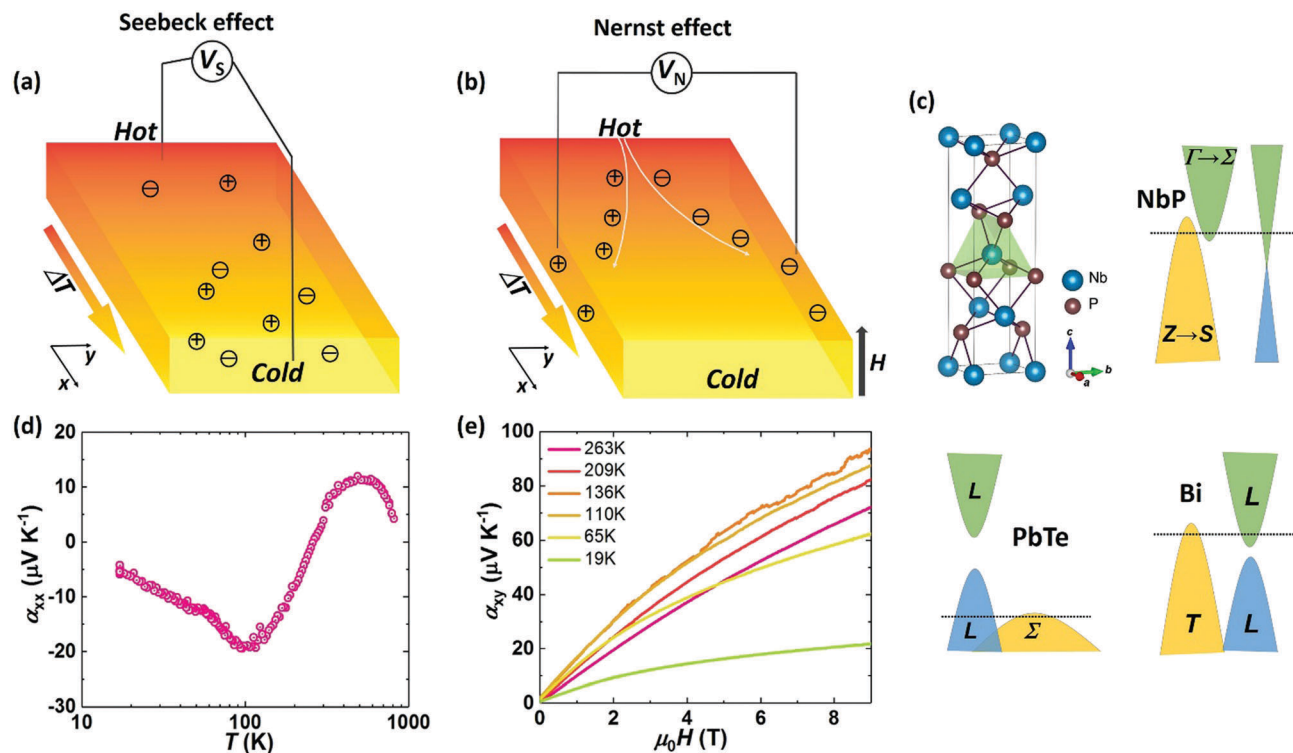 Seebeck effect
(a)
V_S
Hot
ΔT
y
x
Cold
Nernst effect
(b)
V_N
Hot
ΔT
y
x
Cold
H
(c)
Nb
P
c
b
a
NbP
Γ→Σ
Z→S
(d)
α_xx (μV K⁻¹)
20
10
0
-10
-20
-30
10
100
1000
T (K)
(e)
α_xy (μV K⁻¹)
100
80
60
40
20
0
263K
209K
136K
110K
65K
19K
0
2
4
6
8
μ₀H (T)
L
PbTe
L
Σ
Bi
L
T
L